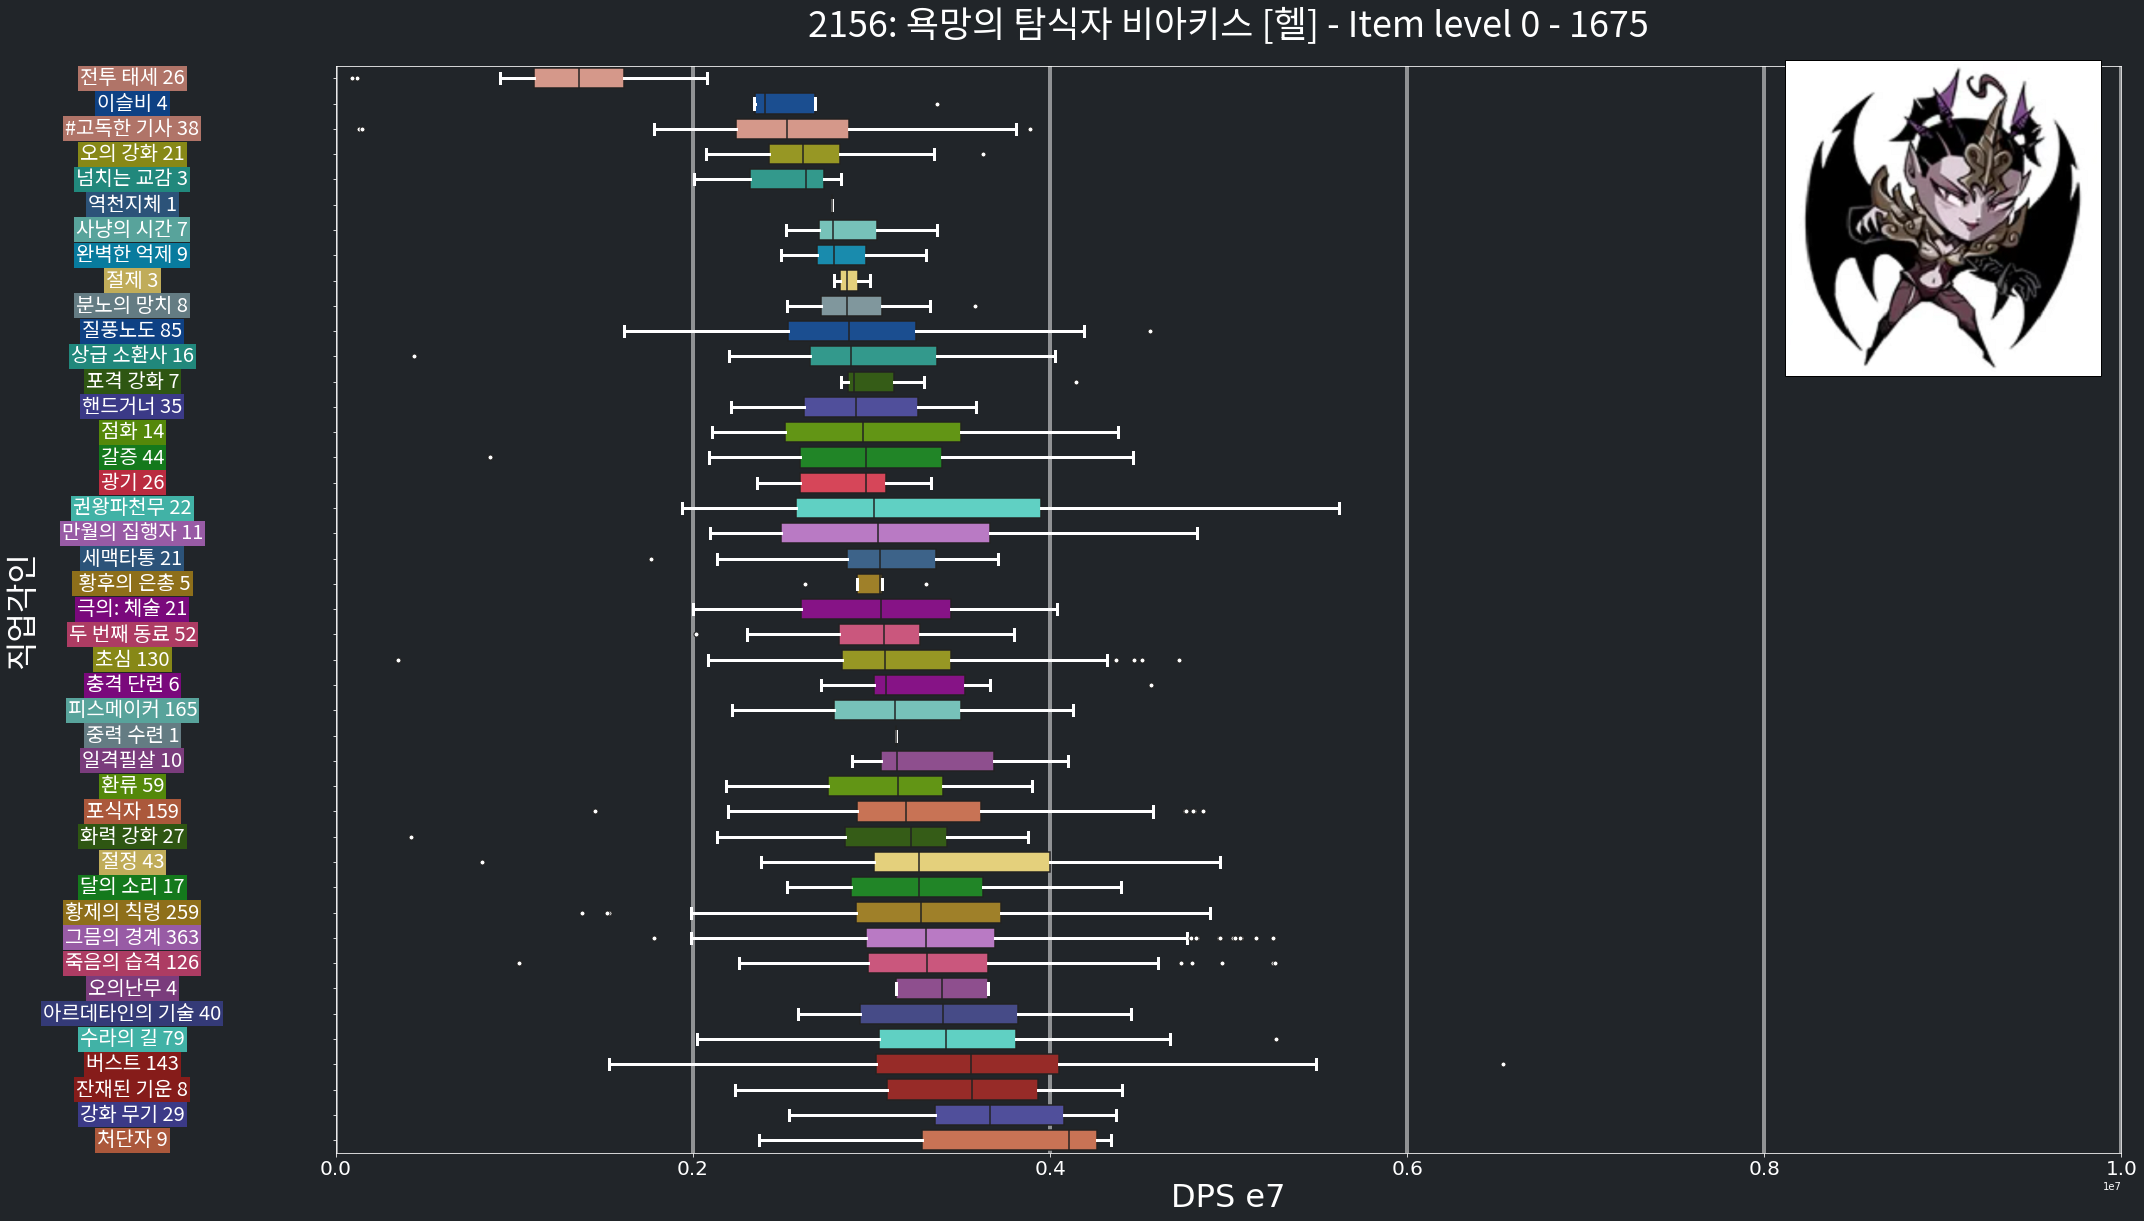 2156: 욕망의 탐식자 비아키스 [헬] - Item level 0 - 1675
직업각인
전투 태세 26
이슬비 4
#고독한 기사 38
오의 강화 21
넘치는 교감 3
역천지체 1
사냥의 시간 7
완벽한 억제 9
절제 3
분노의 망치 8
질풍노도 85
상급 소환사 16
포격 강화 7
핸드거너 35
점화 14
갈증 44
광기 26
권왕파천무 22
만월의 집행자 11
세맥타통 21
황후의 은총 5
극의: 체술 21
두 번째 동료 52
초심 130
충격 단련 6
피스메이커 165
중력 수련 1
일격필살 10
환류 59
포식자 159
화력 강화 27
절정 43
달의 소리 17
황제의 칙령 259
그믐의 경계 363
죽음의 습격 126
오의난무 4
아르데타인의 기술 40
수라의 길 79
버스트 143
잔재된 기운 8
강화 무기 29
처단자 9
0.0 0.2 0.4 0.6 0.8 1.0
1e7
DPS e7